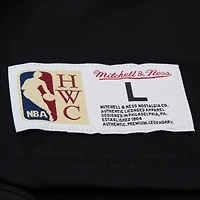 NBA
H
W
C
Mitchell & Ness
L
MITCHELL & NESS NOSTALGIA CO.
AUTHENTIC LICENSED APPAREL
DESIGNED IN PHILADELPHIA, PA.
ESTABLISHED 1904
AUTHENTIC, PREMIUM, LEGENDARY.